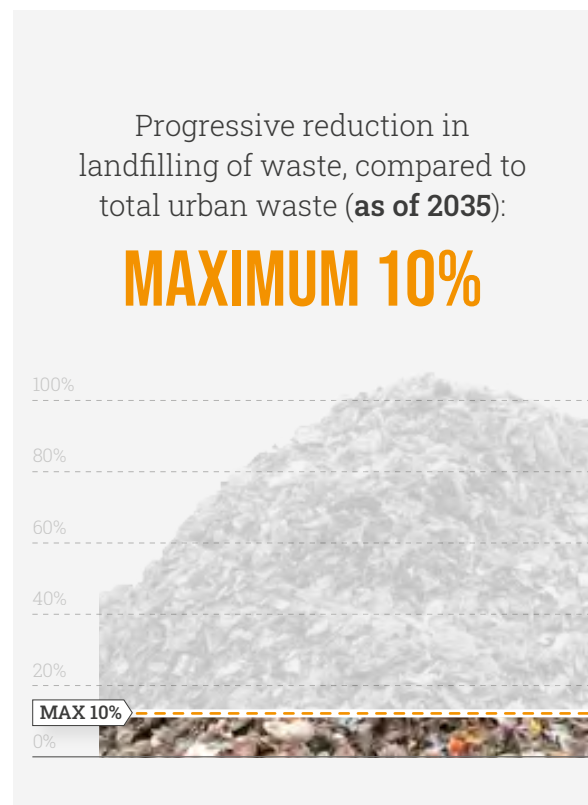 Progressive reduction in
landfilling of waste, compared to
total urban waste (as of 2035):
MAXIMUM 10%
100%
80%
60%
40%
20%
MAX 10%
0%